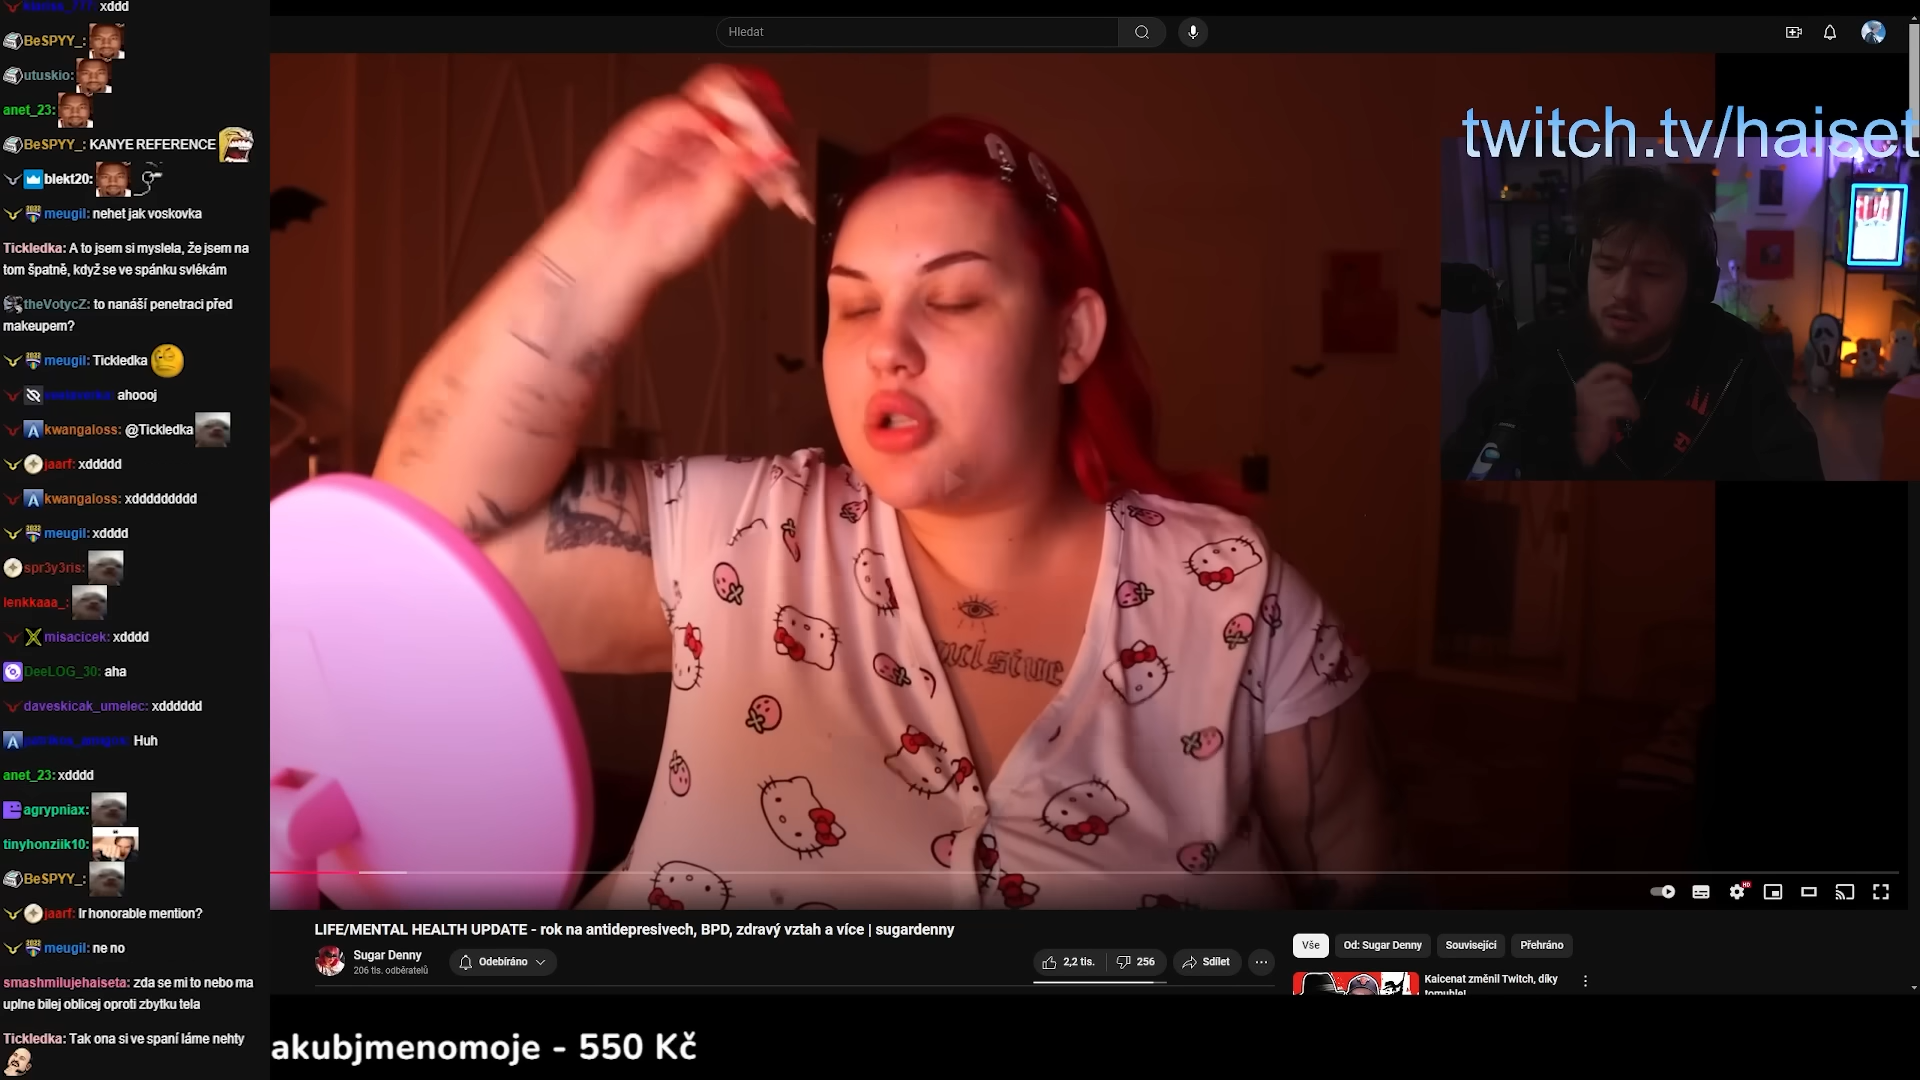 xddd
BeSPYY_:
utuskio:
anet_23:
BeSPYY_: KANYE REFERENCE
blekt20:
meugil: nehet jak voskovka
Tickledka: A to jsem si myslela, že jsem na
tom špatně, když se ve spánku svlékám
theVotycZ: to nanáší penetraci před
makeupem?
meugil: Tickledka
ahoooj
kwangaloss: @Tickledka
jaarf: xddddd
kwangaloss: xddddddddd
meugil: xdddd
spr3y3ris:
lenkkaaa_:
misacicek: xdddd
DeeLOG_30: aha
daveskicak_umelec: xdddddd
Huh
anet_23: xdddd
agrypniax:
tinyhonziik10:
BeSPYY_:
jaarf: Ir honorable mention?
meugil: ne no
smashmilujehaiseta: zda se mi to nebo ma
uplne bilej oblicej oproti zbytku tela
Tickledka: Tak ona si ve spaní láme nehty
Hledat
twitch.tv/haiset
HD
LIFE/MENTAL HEALTH UPDATE - rok na antidepresivech, BPD, zdravý vztah a více | sugardenny
Sugar Denny
206 tis. odběratelů
Odebíráno
2,2 tis.
256
Sdílet
Vše
Od: Sugar Denny
Související
Přehráno
Kaicenat změnil Twitch, díky
tomuhle!
akubjmenomoje - 550 Kč